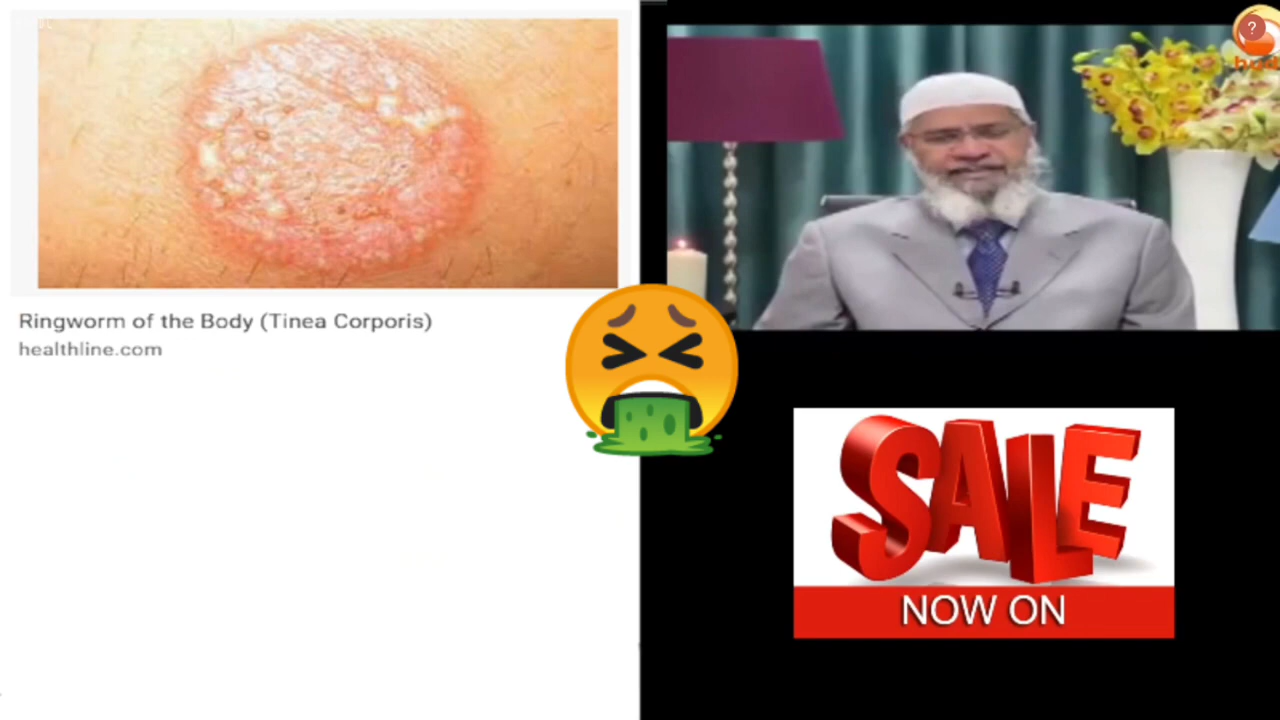 Ringworm of the Body (Tinea Corporis)
healthline.com
?
SALE
NOW ON